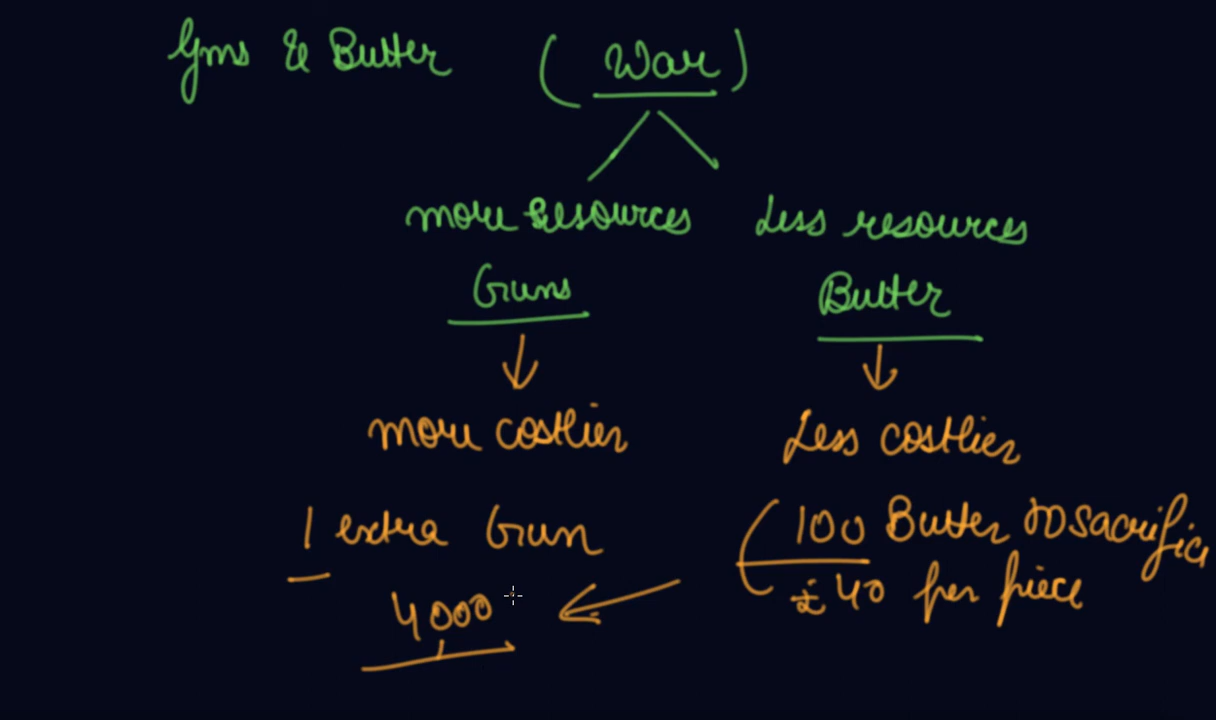 Guns & Butter (War)
more Resources Less resources
Guns Butter
more costlier Less costlier
1 extra Gun (100 Butter to sacrifice
4000 £40 per piece